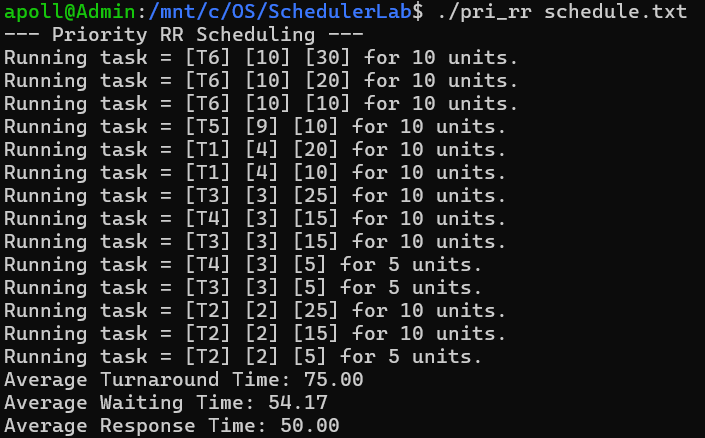 apoll@Admin:/mnt/c/OS/SchedulerLab$ ./pri_rr schedule.txt
--- Priority RR Scheduling ---
Running task = [T6] [10] [30] for 10 units.
Running task = [T6] [10] [20] for 10 units.
Running task = [T6] [10] [10] for 10 units.
Running task = [T5] [9] [10] for 10 units.
Running task = [T1] [4] [20] for 10 units.
Running task = [T1] [4] [10] for 10 units.
Running task = [T3] [3] [25] for 10 units.
Running task = [T4] [3] [15] for 10 units.
Running task = [T3] [3] [15] for 10 units.
Running task = [T4] [3] [5] for 5 units.
Running task = [T3] [3] [5] for 5 units.
Running task = [T2] [2] [25] for 10 units.
Running task = [T2] [2] [15] for 10 units.
Running task = [T2] [2] [5] for 5 units.
Average Turnaround Time: 75.00
Average Waiting Time: 54.17
Average Response Time: 50.00